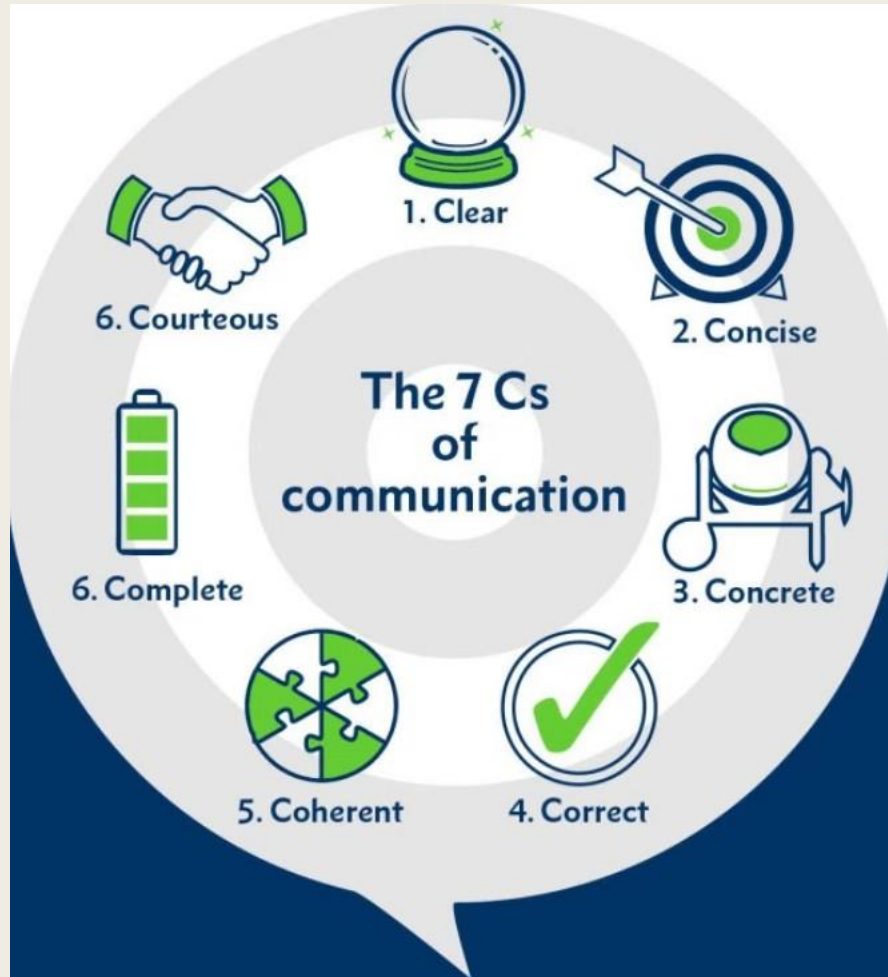 The 7 Cs
of
communication
1. Clear
2. Concise
3. Concrete
4. Correct
5. Coherent
6. Complete
6. Courteous